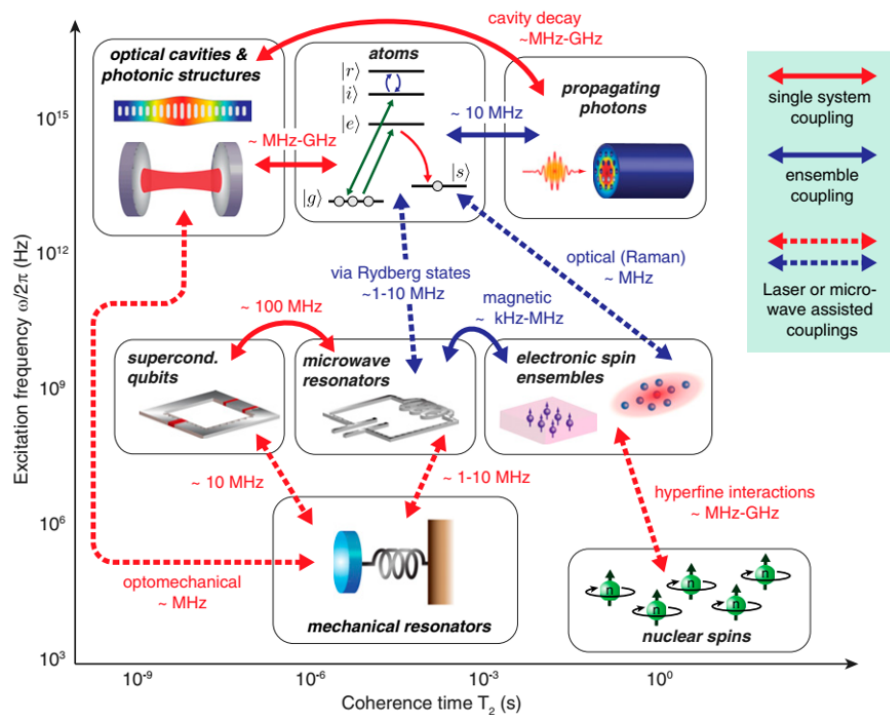 cavity decay
~MHz-GHz
optical cavities &
photonic structures
atoms
|r⟩
|i⟩
|e⟩
|g⟩
|s⟩
~ MHz-GHz
~ 10 MHz
propagating
photons
single system
coupling
ensemble
coupling
Laser or micro-
wave assisted
couplings
via Rydberg states
~1-10 MHz
optical (Raman)
~ MHz
magnetic
~ kHz-MHz
~ 100 MHz
supercond.
qubits
microwave
resonators
electronic spin
ensembles
~ 10 MHz
~ 1-10 MHz
hyperfine interactions
~ MHz-GHz
optomechanical
~ MHz
mechanical resonators
n
n
n
n
n
nuclear spins
Excitation frequency ω/2π (Hz)
10¹⁵
10¹²
10⁹
10⁶
10³
10⁻⁹
10⁻⁶
10⁻³
10⁰
Coherence time T₂ (s)